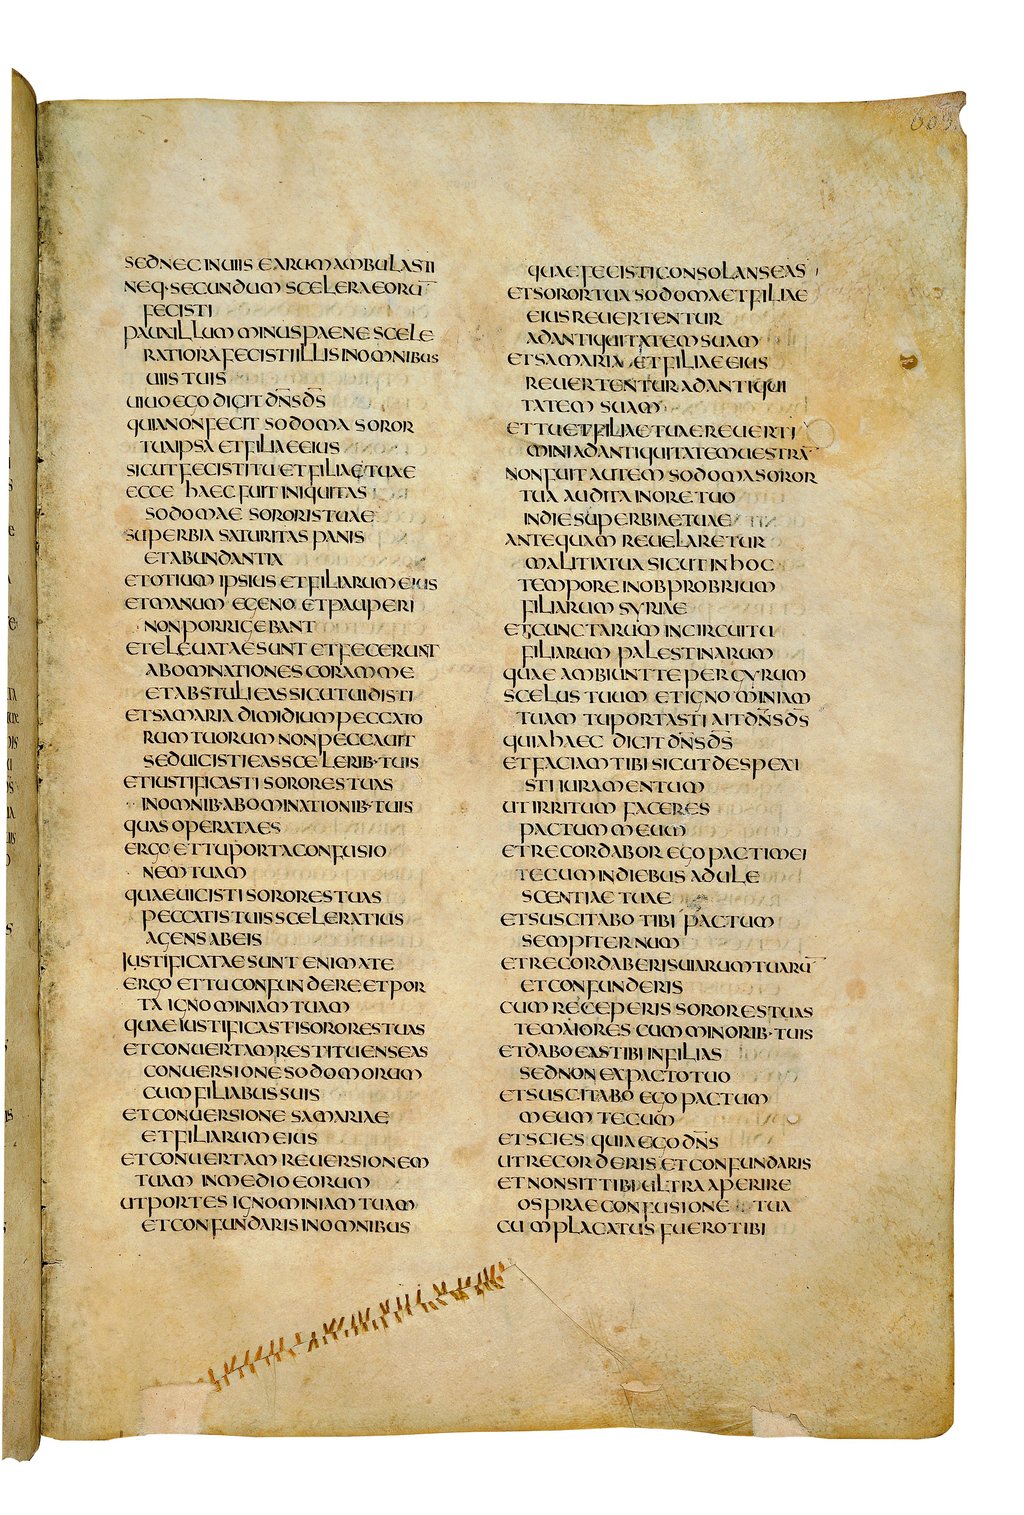 SEDNEC INUIIS EARUM AMBULASTI
NEQ·SECUNDUM SCELERA EORŪ
FECISTI
PAUXILLUM MINUS PAENE SCELE
RATIORA FECISTI ILLIS IN OMNIBUS
UIIS TUIS
UIUO EGO DICIT DN̄S DS̄
QUIA NON FECIT SODOMA SOROR
TUA IPSA ET FILIAE EIUS
SICUT FECISTI TU ET FILIAE TUAE
ECCE HAEC FUIT INIQUITAS
SODOMAE SORORIS TUAE
SUPERBIA SATURITAS PANIS
ET ABUNDANTIA
ET OTIUM IPSIUS ET FILIARUM EIUS
ET MANUM EGENO ET PAUPERI
NON PORRIGEBANT
ET ELEUATAE SUNT ET FECERUNT
ABOMINATIONES CORAM ME
ET ABSTULI EAS SICUT UIDISTI
ET SAMARIA DIMIDIUM PECCATO
RUM TUORUM NON PECCAUIT
SED UICISTI EAS SCELERIB·TUIS
ET IUSTIFICASTI SORORES TUAS
IN OMNIB·ABOMINATIONIB·TUIS
QUAS OPERATA ES
ERGO ET TU PORTA CONFUSIO
NEM TUAM
QUAE UICISTI SORORES TUAS
PECCATIS TUIS SCELERATIUS
AGENS AB EIS
IUSTIFICATAE SUNT ENIM A TE
ERGO ET TU CONFUNDERE ET POR
TA IGNOMINIAM TUAM
QUAE IUSTIFICASTI SORORES TUAS
ET CONUERTAM RESTITUENS EAS
CONUERSIONE SODOMORUM
CUM FILIABUS SUIS
ET CONUERSIONE SAMARIAE
ET FILIARUM EIUS
ET CONUERTAM REUERSIONEM
TUAM IN MEDIO EORUM
UT PORTES IGNOMINIAM TUAM
ET CONFUNDARIS IN OMNIBUS
QUAE FECISTI CONSOLANS EAS
ET SOROR TUA SODOMA ET FILIAE
EIUS REUERTENTUR
AD ANTIQUITATEM SUAM
ET SAMARIA ET FILIAE EIUS
REUERTENTUR AD ANTIQUI
TATEM SUAM
ET TU ET FILIAE TUAE REUERTI
MINI AD ANTIQUITATEM UESTRĀ
NON FUIT AUTEM SODOMA SOROR
TUA AUDITA IN ORE TUO
IN DIE SUPERBIAE TUAE
ANTEQUAM REUELARETUR
MALITIA TUA SICUT IN HOC
TEMPORE IN OBPROBRIUM
FILIARUM SYRIAE
ET CUNCTARUM IN CIRCUITU
FILIARUM PALESTINARUM
QUAE AMBIUNT TE PER GYRUM
SCELUS TUUM ET IGNOMINIAM
TUAM TU PORTASTI AIT DN̄S DS̄
QUIA HAEC DICIT DN̄S DS̄
ET FACIAM TIBI SICUT DESPEXI
STI IURAMENTUM
UT IRRITUM FACERES
PACTUM MEUM
ET RECORDABOR EGO PACTI MEI
TECUM IN DIEBUS ADULE
SCENTIAE TUAE
ET SUSCITABO TIBI PACTUM
SEMPITERNUM
ET RECORDABERIS UIARUM TUARŪ
ET CONFUNDERIS
CUM RECEPERIS SORORES TUAS
TE MAIORES CUM MINORIB·TUIS
ET DABO EAS TIBI IN FILIAS
SED NON EX PACTO TUO
ET SUSCITABO EGO PACTUM
MEUM TECUM
ET SCIES QUIA EGO DN̄S
UT RECORDERIS ET CONFUNDARIS
ET NON SIT TIBI ULTRA APERIRE
OS PRAE CONFUSIONE TUA
CUM PLACATUS FUERO TIBI